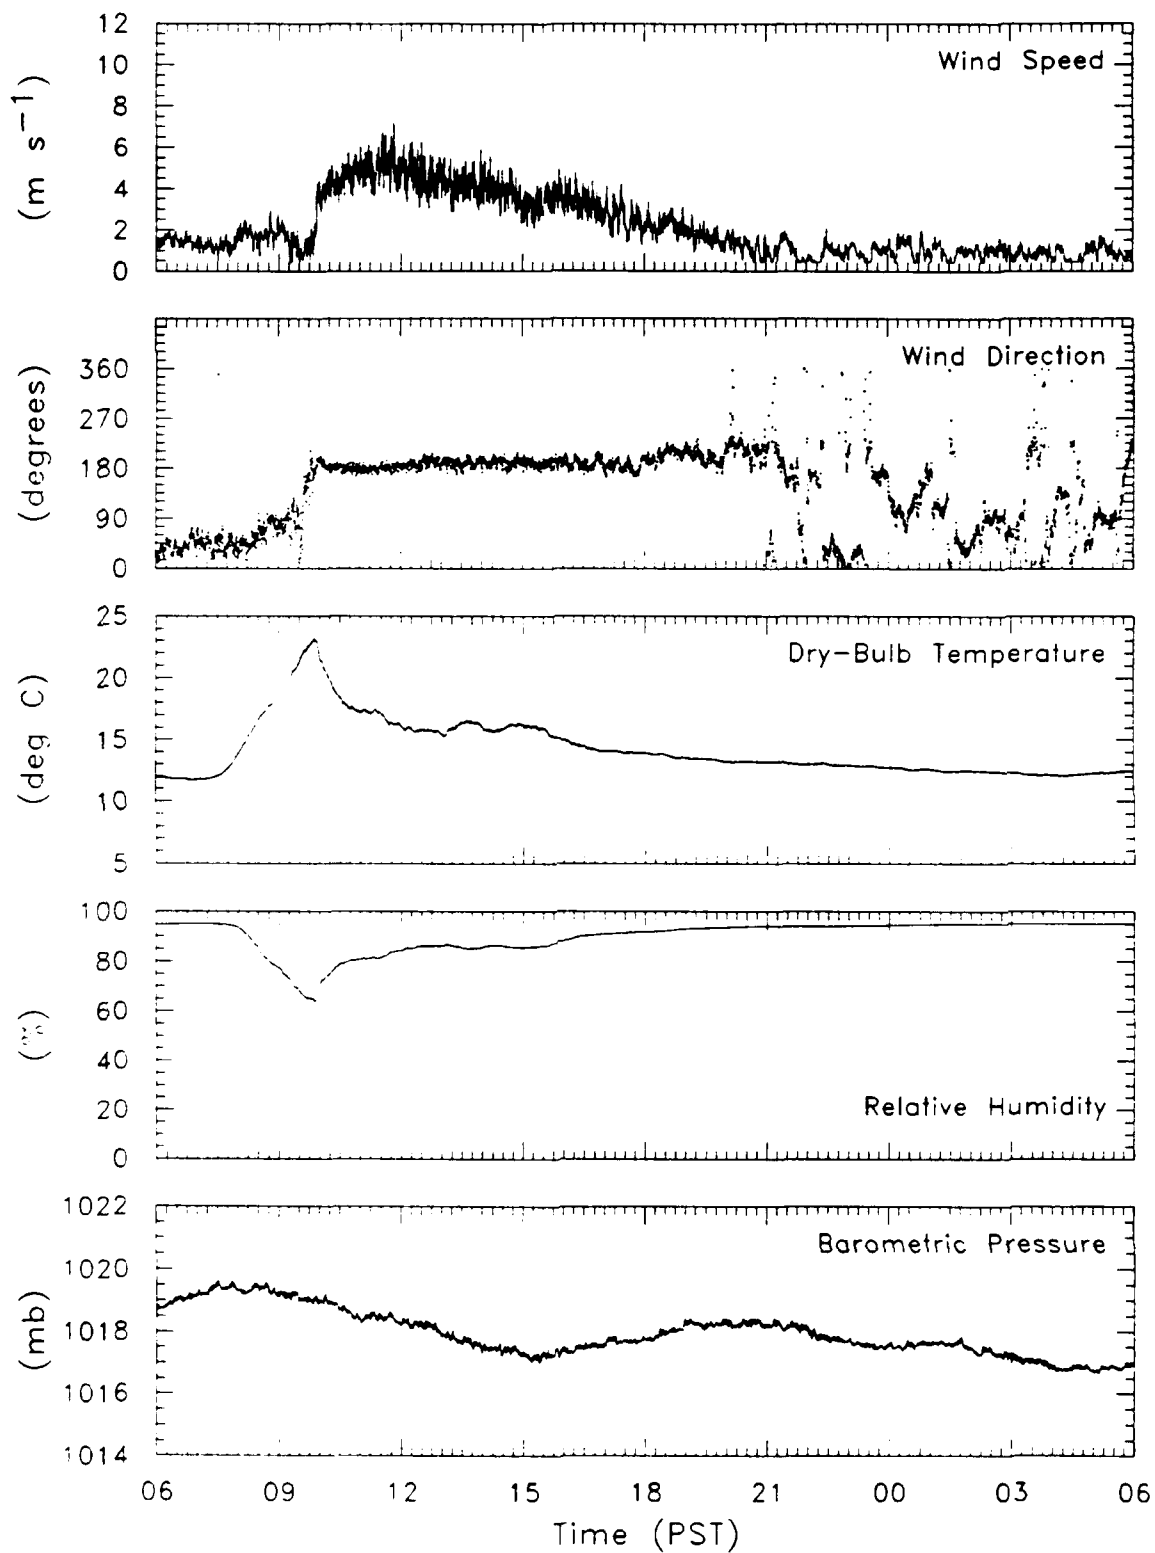 12
10
8
6
4
2
0
(m s−1)
Wind Speed
360
270
180
90
0
(degrees)
Wind Direction
25
20
15
10
5
(deg C)
Dry-Bulb Temperature
100
80
60
40
20
0
(%)
Relative Humidity
1022
1020
1018
1016
1014
(mb)
Barometric Pressure
06 09 12 15 18 21 00 03 06
Time (PST)